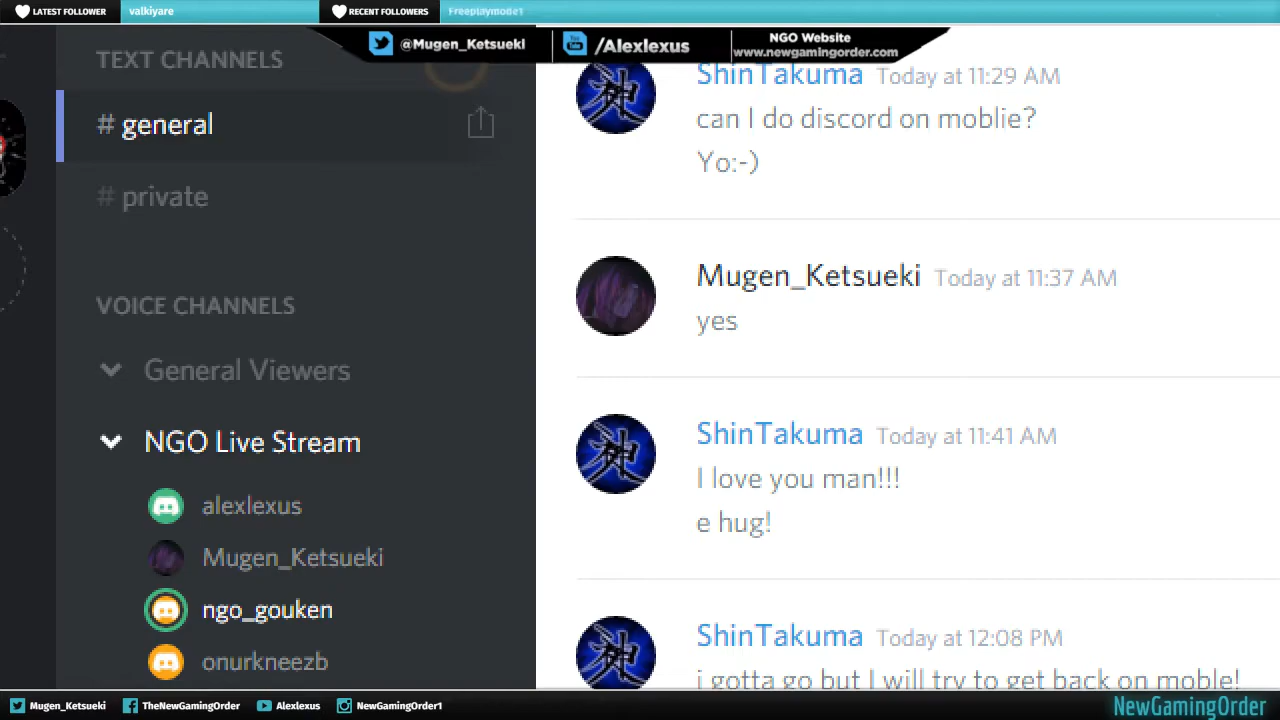 LATEST FOLLOWER
valkiyare
RECENT FOLLOWERS
Freeplaymode1
@Mugen_Ketsueki
You Tube
/Alexlexus
NGO Website
www.newgamingorder.com
TEXT CHANNELS
# general
# private
VOICE CHANNELS
General Viewers
NGO Live Stream
alexlexus
Mugen_Ketsueki
ngo_gouken
onurkneezb
ShinTakuma Today at 11:29 AM
can I do discord on moblie?
Yo:-)
Mugen_Ketsueki Today at 11:37 AM
yes
ShinTakuma Today at 11:41 AM
I love you man!!!
e hug!
ShinTakuma Today at 12:08 PM
i gotta go but I will try to get back on moble!
Mugen_Ketsueki
TheNewGamingOrder
Alexlexus
NewGamingOrder1
NewGamingOrder